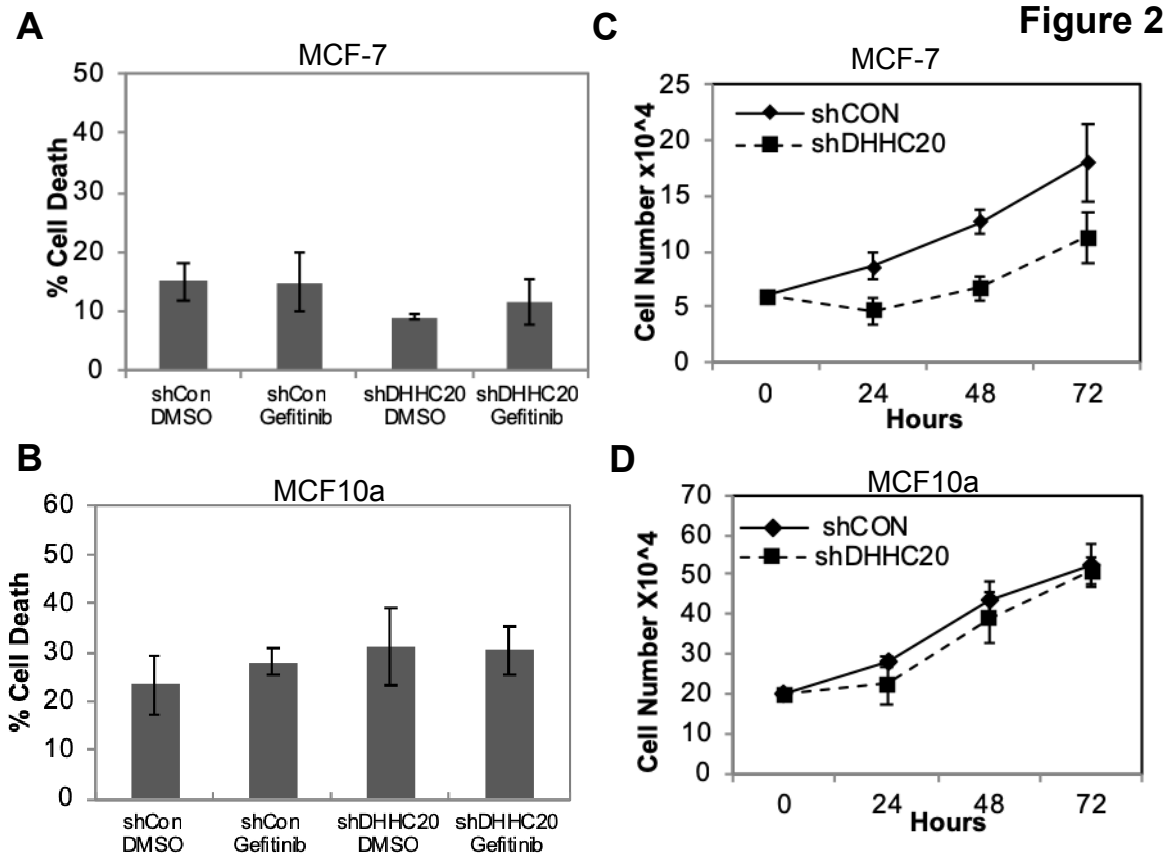 Figure 2
A
MCF-7
% Cell Death
50
40
30
20
10
0
shCon
DMSO
shCon
Gefitinib
shDHHC20
DMSO
shDHHC20
Gefitinib
B
MCF10a
% Cell Death
60
50
40
30
20
10
0
shCon
DMSO
shCon
Gefitinib
shDHHC20
DMSO
shDHHC20
Gefitinib
C
MCF-7
Cell Number x10^4
25
20
15
10
5
0
shCON
shDHHC20
0 24 48 72
Hours
D
MCF10a
Cell Number X10^4
70
60
50
40
30
20
10
0
shCON
shDHHC20
0 24 48 72
Hours